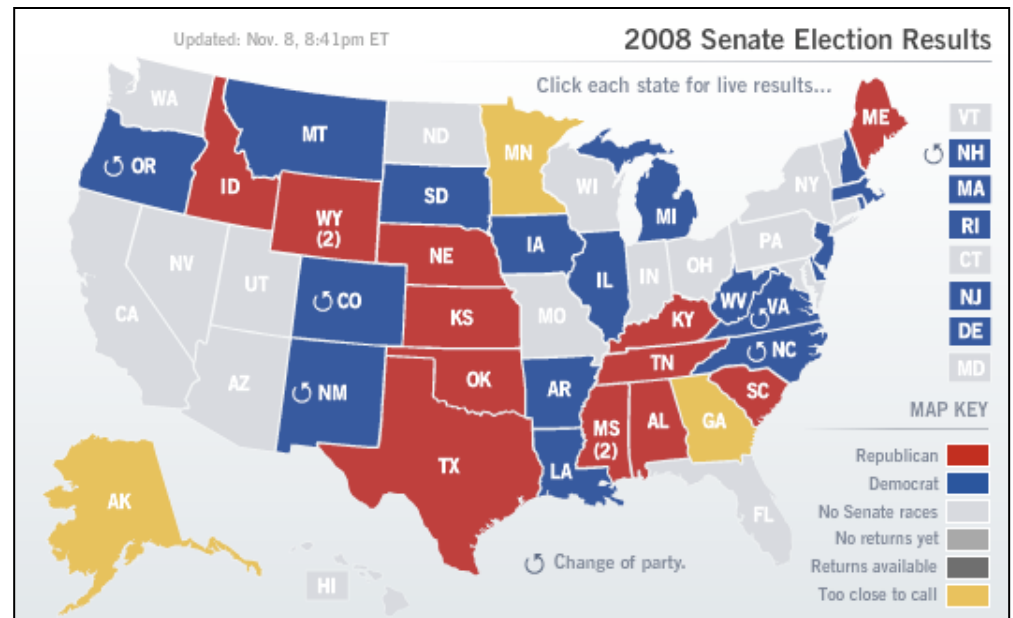 Updated: Nov. 8, 8:41pm ET
2008 Senate Election Results
Click each state for live results...
WA
MT
ND
MN
ME
VT
OR
ID
SD
WI
NY
NH
MA
WY
(2)
MI
RI
NE
IA
PA
CT
NV
UT
CO
IL
IN
OH
NJ
CA
KS
MO
WV
VA
DE
KY
NC
MD
AZ
NM
OK
AR
TN
SC
MAP KEY
MS
(2)
AL
GA
TX
LA
Republican
Democrat
AK
FL
No Senate races
No returns yet
Change of party.
Returns available
HI
Too close to call